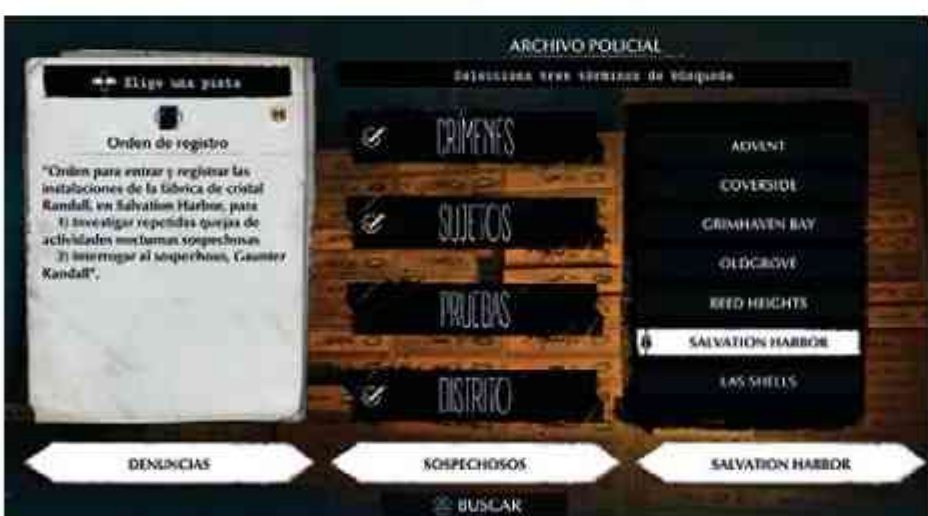 ARCHIVO POLICIAL
Selecciona tres términos de búsqueda
Elige una pista
Orden de registro
"Orden para entrar y registrar las
instalaciones de la fábrica de cristal
Randall, en Salvation Harbor, para
1) Investigar repetidas quejas de
actividades nocturnas sospechosas
2) Interrogar al sospechoso, Gaunter
Randall".
CRÍMENES
SUJETOS
PRUEBAS
DISTRITO
ADVENT
COVERSIDE
GRIMHAVEN BAY
OLDGROVE
REED HEIGHTS
SALVATION HARBOR
LAS SHELLS
DENUNCIAS
SOSPECHOSOS
SALVATION HARBOR
BUSCAR